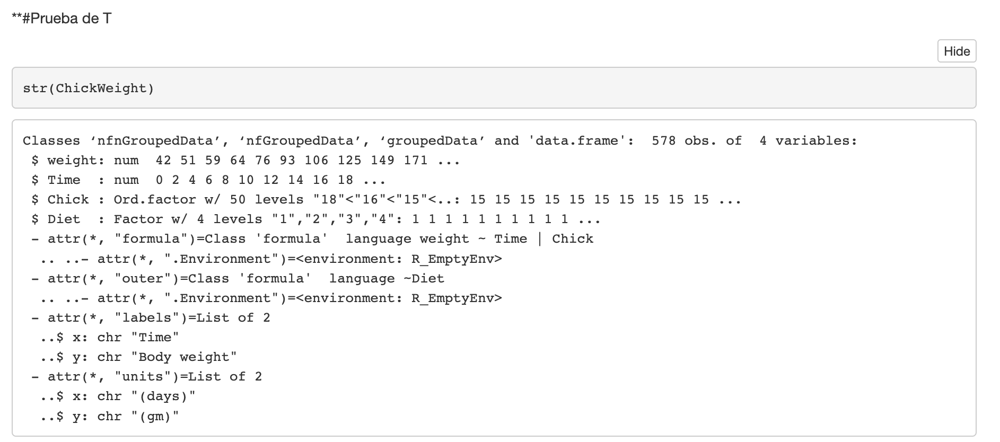 **#Prueba de T
Hide
str(ChickWeight)
Classes ‘nfnGroupedData’, ‘nfGroupedData’, ‘groupedData’ and 'data.frame':  578 obs. of  4 variables:
 $ weight: num  42 51 59 64 76 93 106 125 149 171 ...
 $ Time  : num  0 2 4 6 8 10 12 14 16 18 ...
 $ Chick : Ord.factor w/ 50 levels "18"<"16"<"15"<..: 15 15 15 15 15 15 15 15 15 15 ...
 $ Diet  : Factor w/ 4 levels "1","2","3","4": 1 1 1 1 1 1 1 1 1 1 ...
 - attr(*, "formula")=Class 'formula'  language weight ~ Time | Chick
  .. ..- attr(*, ".Environment")=<environment: R_EmptyEnv>
 - attr(*, "outer")=Class 'formula'  language ~Diet
  .. ..- attr(*, ".Environment")=<environment: R_EmptyEnv>
 - attr(*, "labels")=List of 2
  ..$ x: chr "Time"
  ..$ y: chr "Body weight"
 - attr(*, "units")=List of 2
  ..$ x: chr "(days)"
  ..$ y: chr "(gm)"